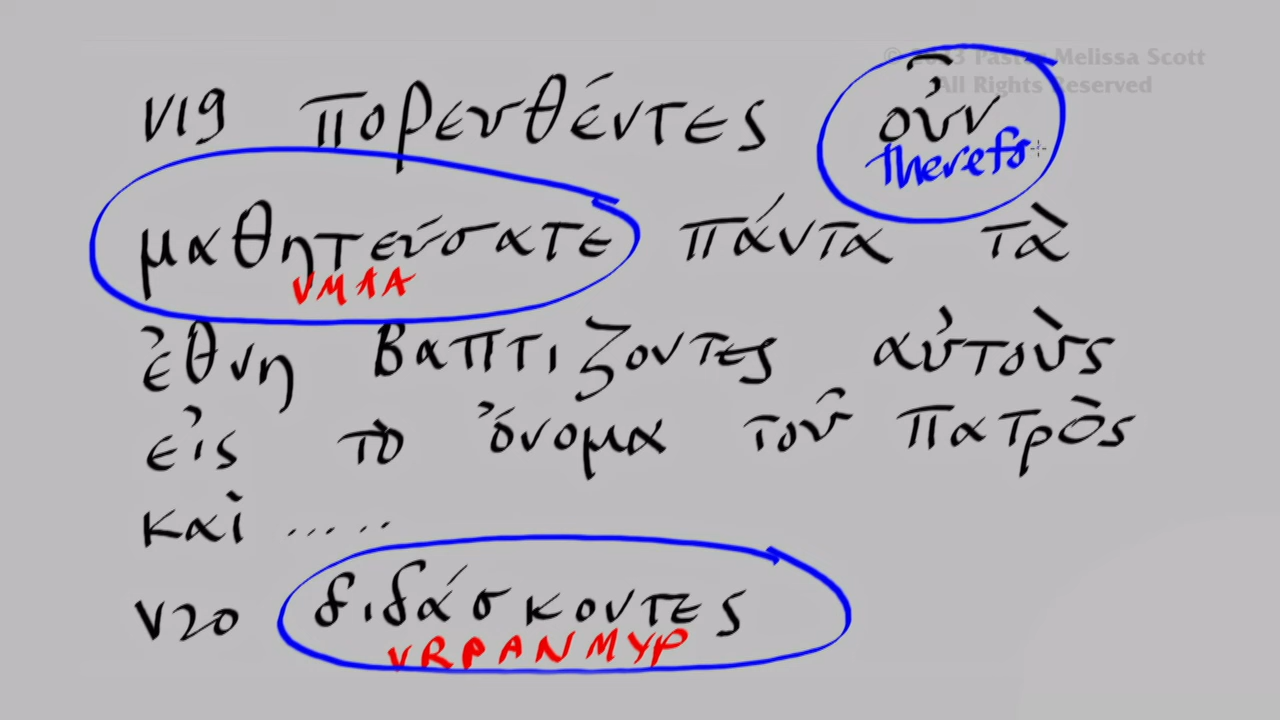 © 2023 Pastor Melissa Scott
All Rights Reserved
v19 πορευθέντες οὖν
therefo
μαθητεύσατε πάντα τὰ
VMAA
ἔθνη βαπτιζοντες αὐτοὺς
εἰς τὸ ὄνομα τοῦ πατρὸς
καὶ .....
v20 διδάσκοντες
VRPANMYP